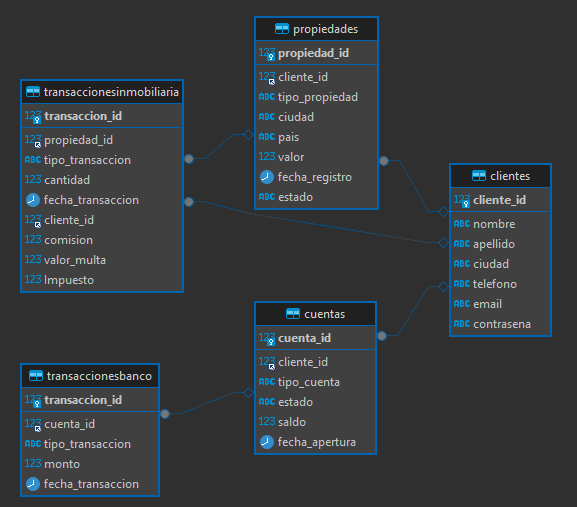 propiedades
123 propiedad_id
123 cliente_id
ABC tipo_propiedad
ABC ciudad
ABC pais
123 valor
fecha_registro
ABC estado
transaccionesinmobiliaria
123 transaccion_id
123 propiedad_id
ABC tipo_transaccion
123 cantidad
fecha_transaccion
123 cliente_id
123 comision
123 valor_multa
123 Impuesto
clientes
123 cliente_id
ABC nombre
ABC apellido
ABC ciudad
ABC telefono
ABC email
ABC contrasena
cuentas
123 cuenta_id
123 cliente_id
ABC tipo_cuenta
ABC estado
123 saldo
fecha_apertura
transaccionesbanco
123 transaccion_id
123 cuenta_id
ABC tipo_transaccion
123 monto
fecha_transaccion